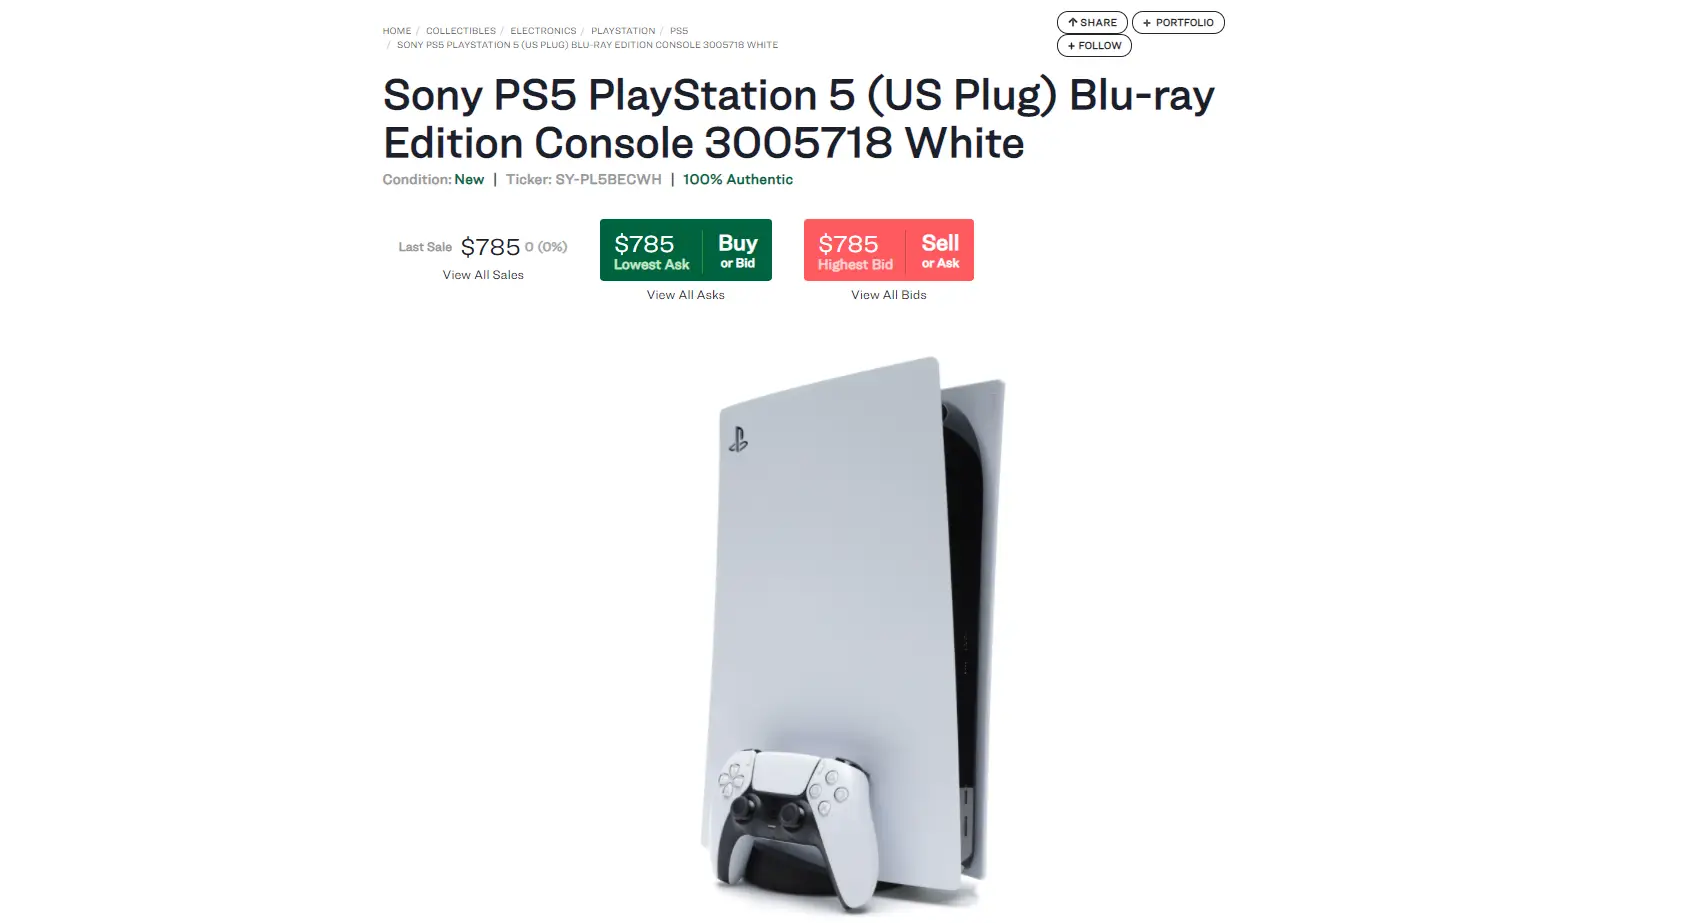 HOME / COLLECTIBLES / ELECTRONICS / PLAYSTATION / PS5
/ SONY PS5 PLAYSTATION 5 (US PLUG) BLU-RAY EDITION CONSOLE 3005718 WHITE
↑ SHARE
+ PORTFOLIO
+ FOLLOW
Sony PS5 PlayStation 5 (US Plug) Blu-ray
Edition Console 3005718 White
Condition: New | Ticker: SY-PL5BECWH | 100% Authentic
Last Sale $785 0 (0%)
View All Sales
$785 Buy
Lowest Ask or Bid
View All Asks
$785 Sell
Highest Bid or Ask
View All Bids